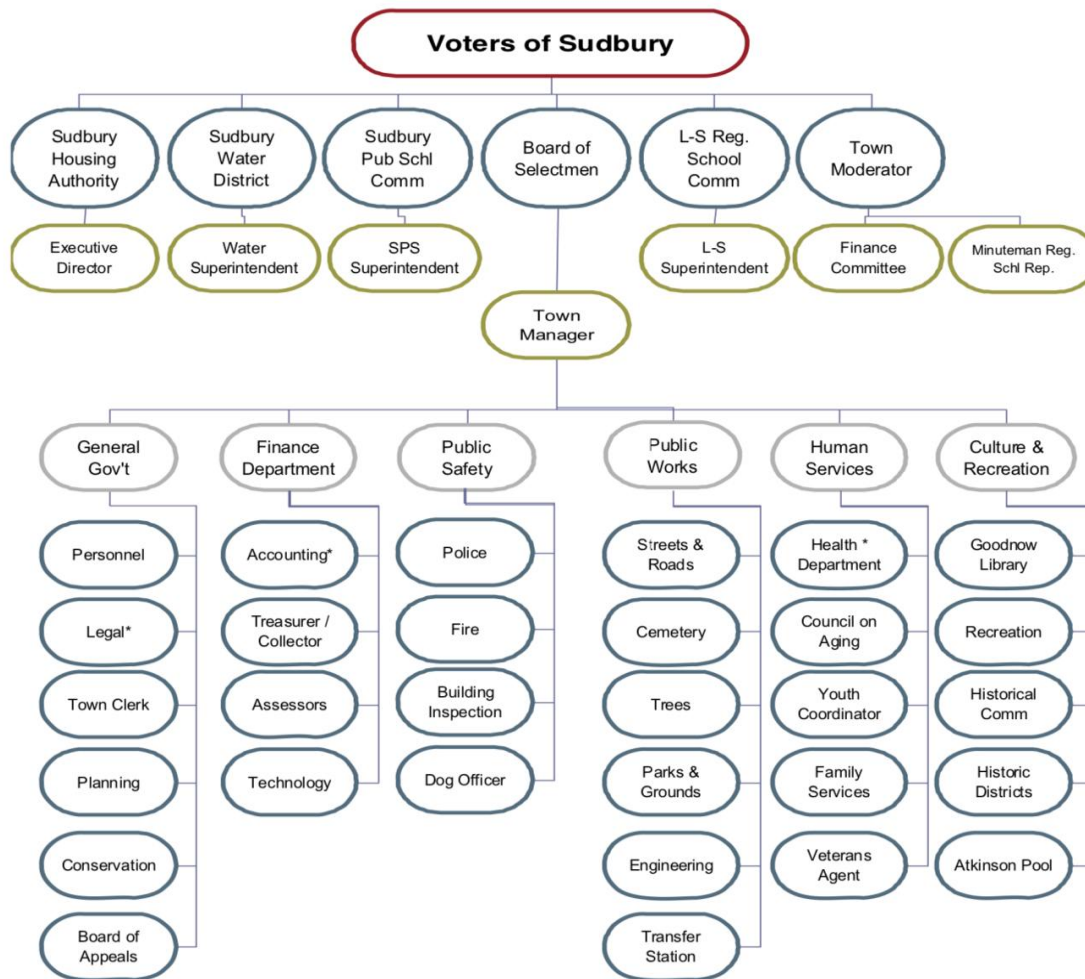 Voters of Sudbury
Sudbury
Housing
Authority
Sudbury
Water
District
Sudbury
Pub Schl
Comm
Board of
Selectmen
L-S Reg.
School
Comm
Town
Moderator
Executive
Director
Water
Superintendent
SPS
Superintendent
L-S
Superintendent
Finance
Committee
Minuteman Reg.
Schl Rep.
Town
Manager
General
Gov't
Finance
Department
Public
Safety
Public
Works
Human
Services
Culture &
Recreation
Personnel
Legal*
Town Clerk
Planning
Conservation
Board of
Appeals
Accounting*
Treasurer /
Collector
Assessors
Technology
Police
Fire
Building
Inspection
Dog Officer
Streets &
Roads
Cemetery
Trees
Parks &
Grounds
Engineering
Transfer
Station
Health *
Department
Council on
Aging
Youth
Coordinator
Family
Services
Veterans
Agent
Goodnow
Library
Recreation
Historical
Comm
Historic
Districts
Atkinson Pool